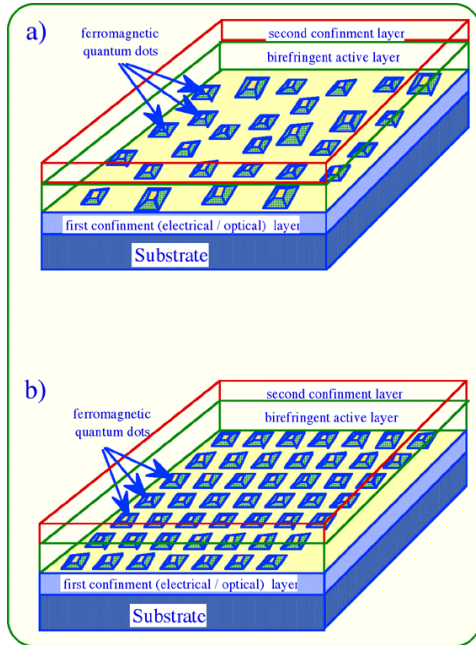 a)
ferromagnetic
quantum dots
second confinment layer
birefringent active layer
first confinment (electrical / optical) layer
Substrate
b)
ferromagnetic
quantum dots
second confinment layer
birefringent active layer
first confinment (electrical / optical) layer
Substrate